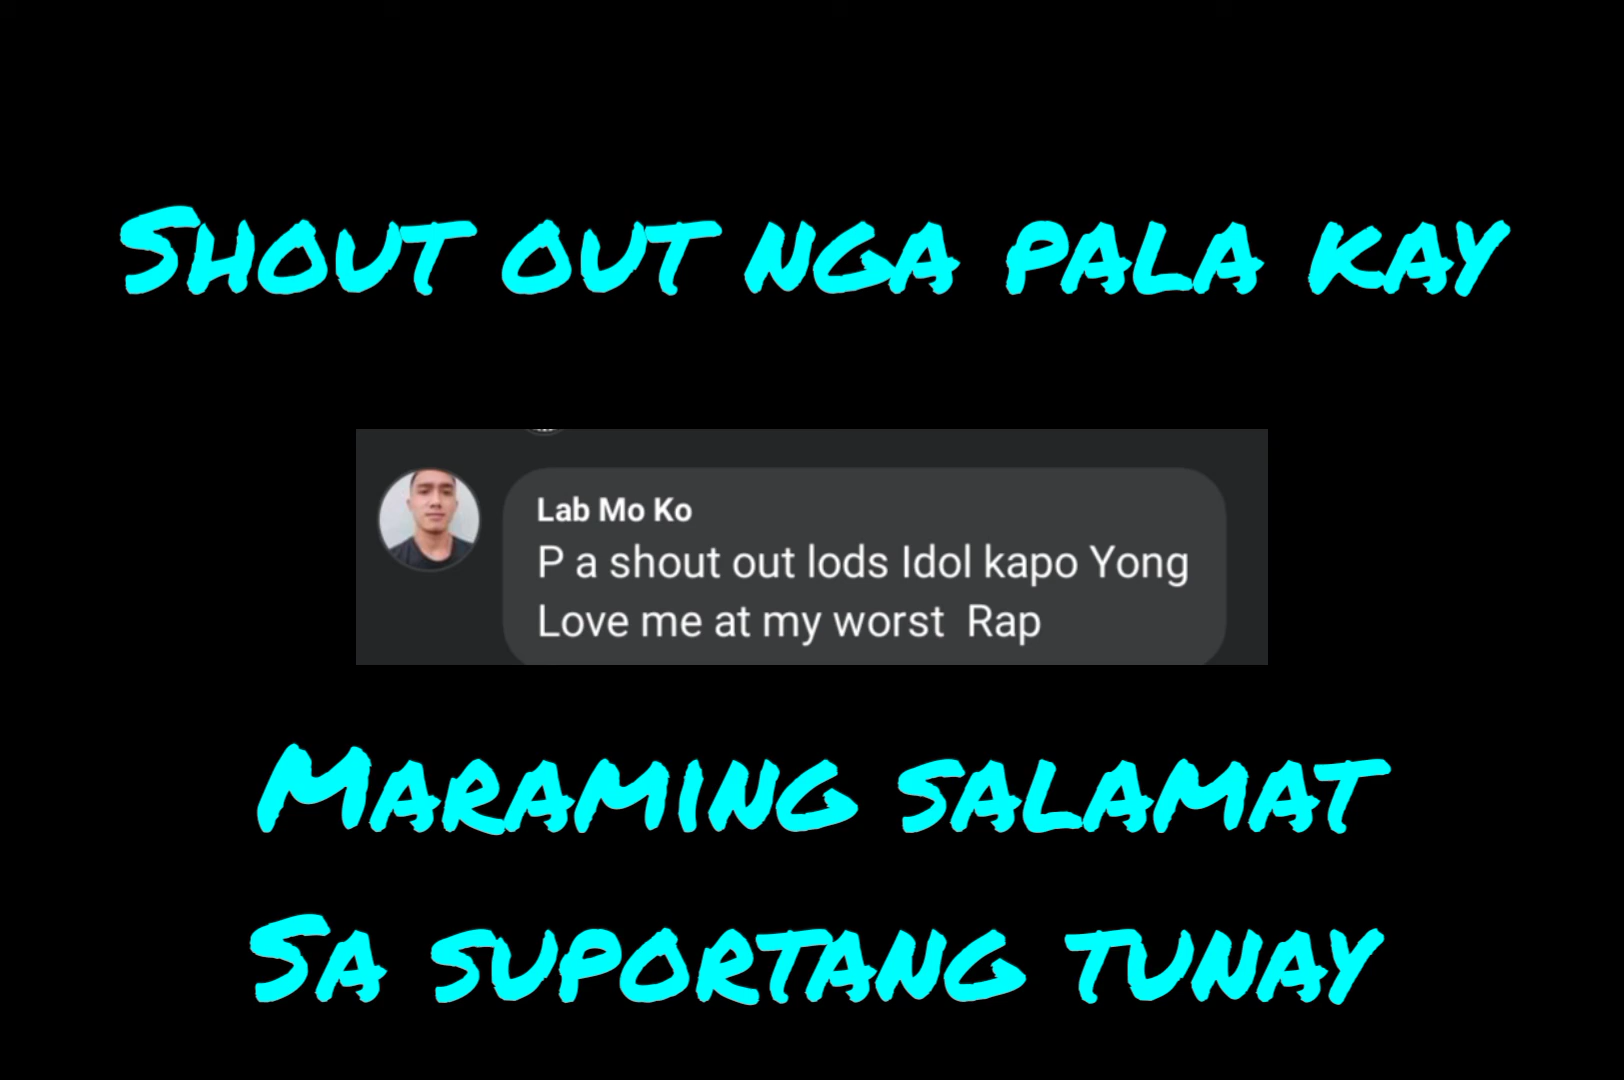 Shout out nga pala kay
Lab Mo Ko
P a shout out lods Idol kapo Yong
Love me at my worst  Rap
Maraming salamat
Sa suportang tunay